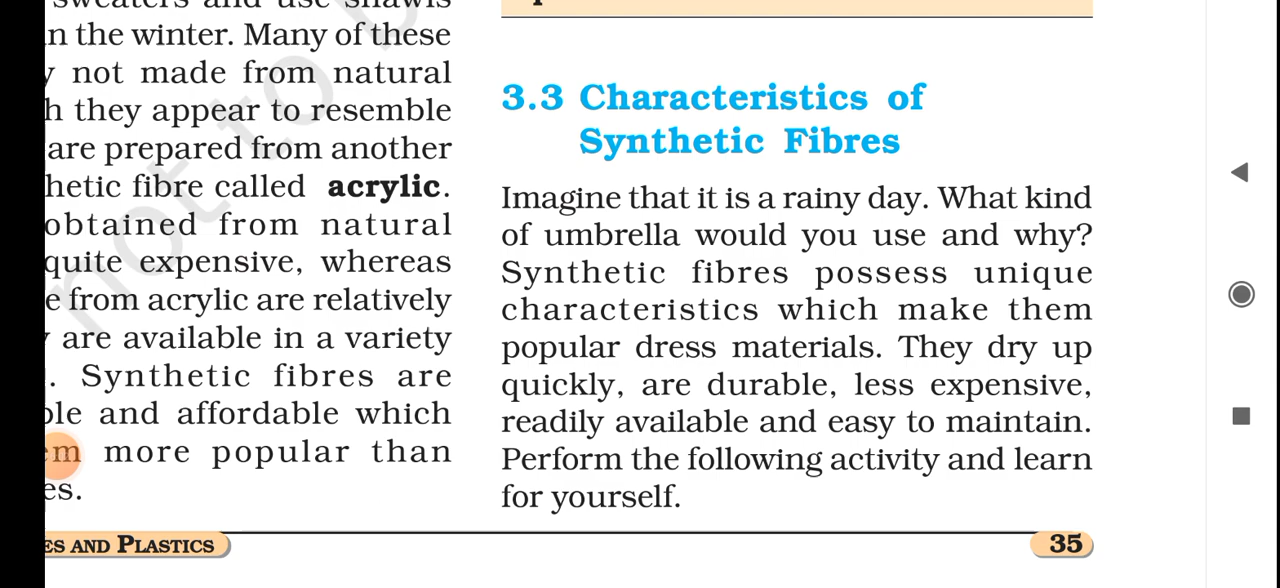 sweaters and use shawls
in the winter. Many of these
y not made from natural
h they appear to resemble
are prepared from another
hetic fibre called acrylic.
obtained from natural
quite expensive, whereas
e from acrylic are relatively
y are available in a variety
. Synthetic fibres are
ble and affordable which
em more popular than
es.
3.3 Characteristics of
Synthetic Fibres
Imagine that it is a rainy day. What kind
of umbrella would you use and why?
Synthetic fibres possess unique
characteristics which make them
popular dress materials. They dry up
quickly, are durable, less expensive,
readily available and easy to maintain.
Perform the following activity and learn
for yourself.
ES AND PLASTICS
35
not to